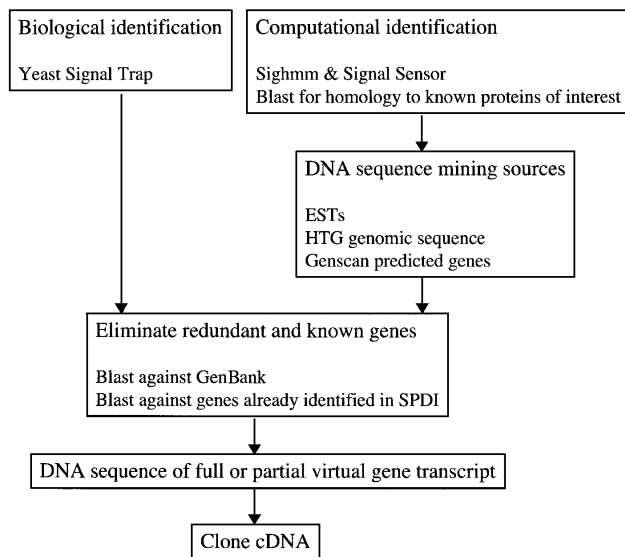 Biological identification
Yeast Signal Trap
Computational identification
Sighmm & Signal Sensor
Blast for homology to known proteins of interest
DNA sequence mining sources
ESTs
HTG genomic sequence
Genscan predicted genes
Eliminate redundant and known genes
Blast against GenBank
Blast against genes already identified in SPDI
DNA sequence of full or partial virtual gene transcript
Clone cDNA